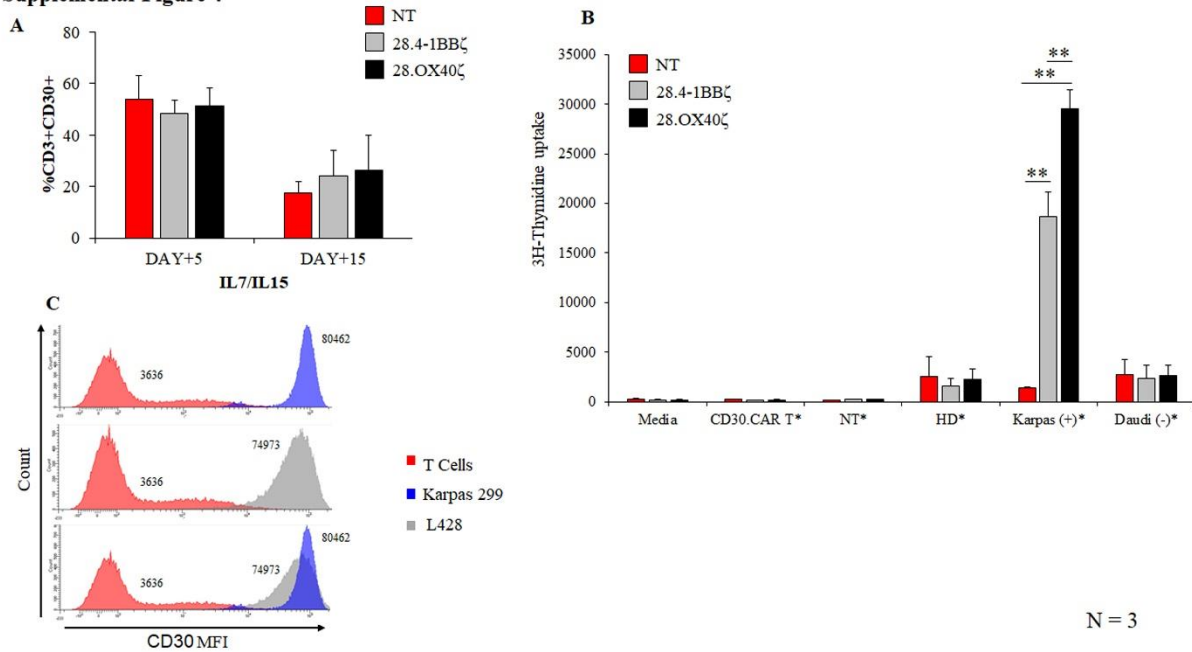 A
NT
28.4-1BBζ
28.OX40ζ
%CD3+CD30+
80
60
40
20
0
DAY+5 DAY+15
IL7/IL15
B
NT
28.4-1BBζ
28.OX40ζ
3H-Thymidine uptake
35000
30000
25000
20000
15000
10000
5000
0
**
**
**
Media CD30.CAR T* NT* HD* Karpas (+)* Daudi (-)*
C
Count
3636 80462
3636 74973
3636 74973 80462
T Cells
Karpas 299
L428
CD30 MFI
N = 3